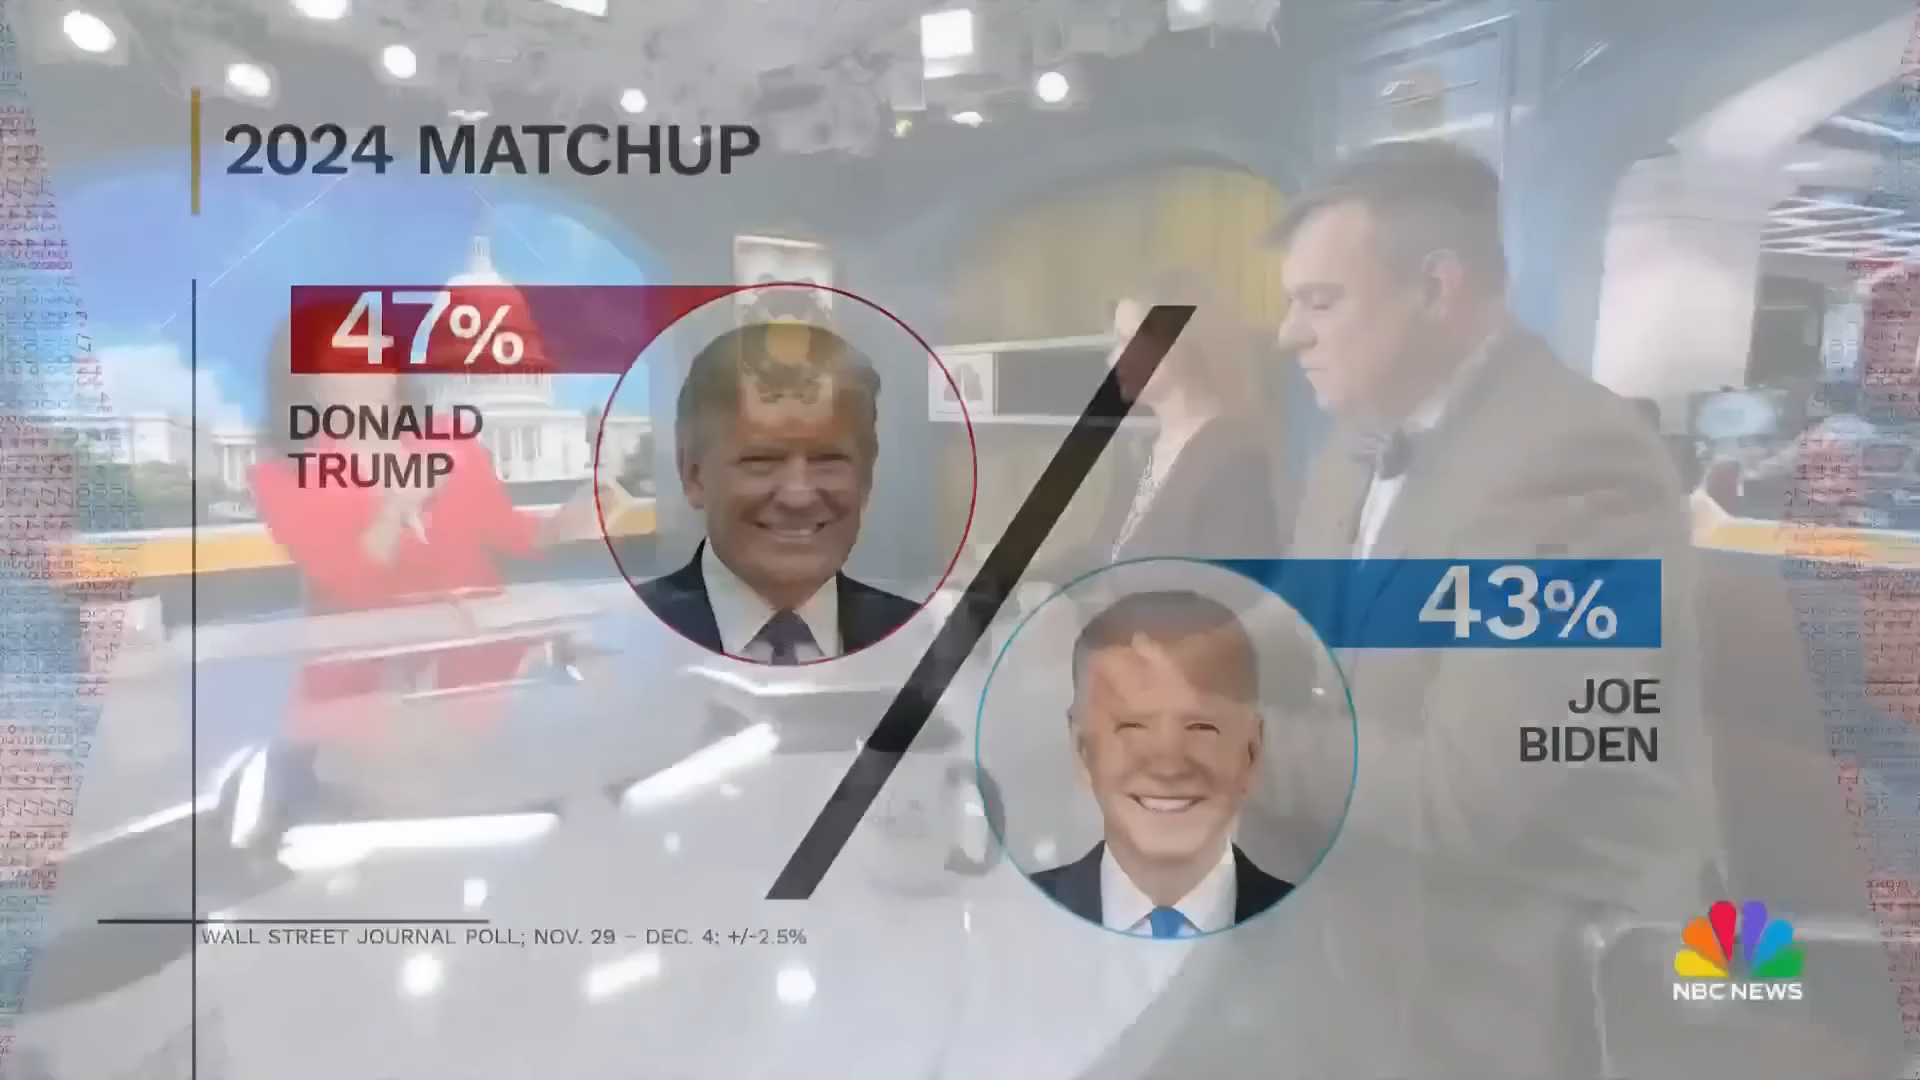 2024 MATCHUP
47%
DONALD
TRUMP
43%
JOE
BIDEN
WALL STREET JOURNAL POLL; NOV. 29 – DEC. 4; +/-2.5%
NBC NEWS